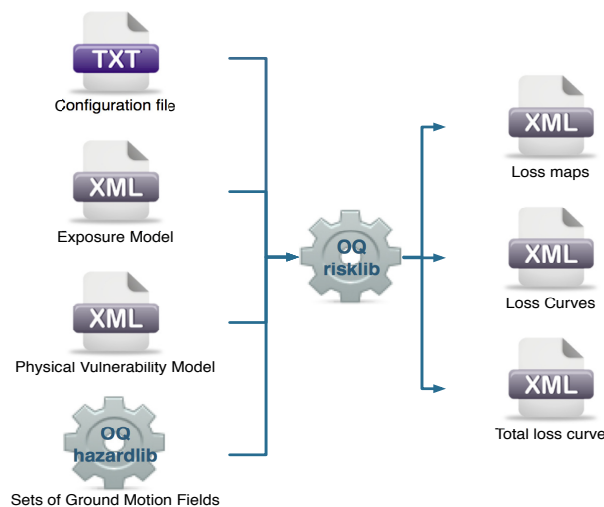 TXT
Configuration file
XML
Exposure Model
XML
Physical Vulnerability Model
OQ
hazardlib
Sets of Ground Motion Fields
OQ
risklib
XML
Loss maps
XML
Loss Curves
XML
Total loss curve